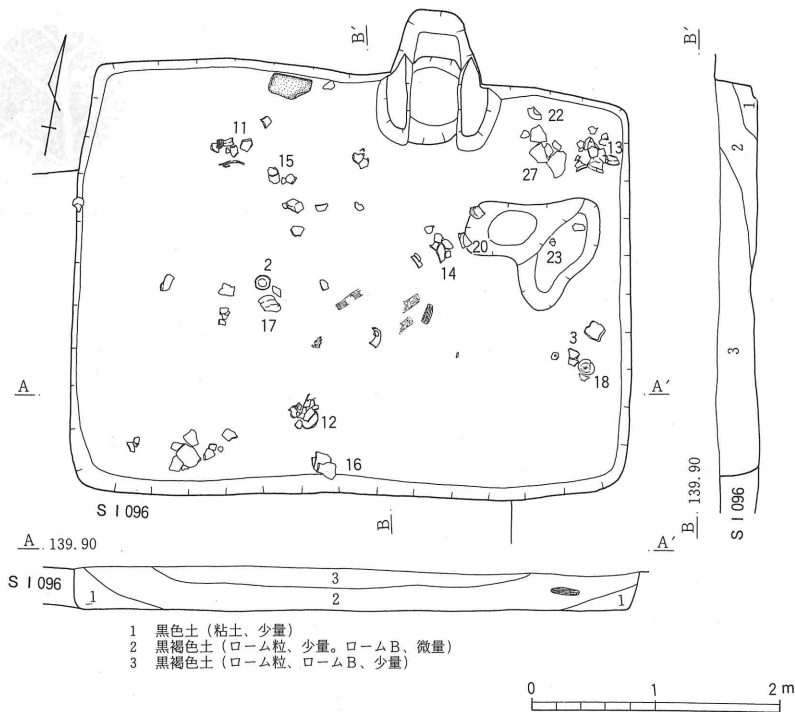 B′
B′
22
11
13
15
27
1
2
20
14
23
2
17
3
3
18
A
A′
12
16
S I 096
B
B 139.90
S I 096
A 139.90
A′
S I 096
3
1
2
1
1 黒色土（粘土、少量）
2 黒褐色土（ローム粒、少量。ロームB、微量）
3 黒褐色土（ローム粒、ロームB、少量）
0 1 2 m